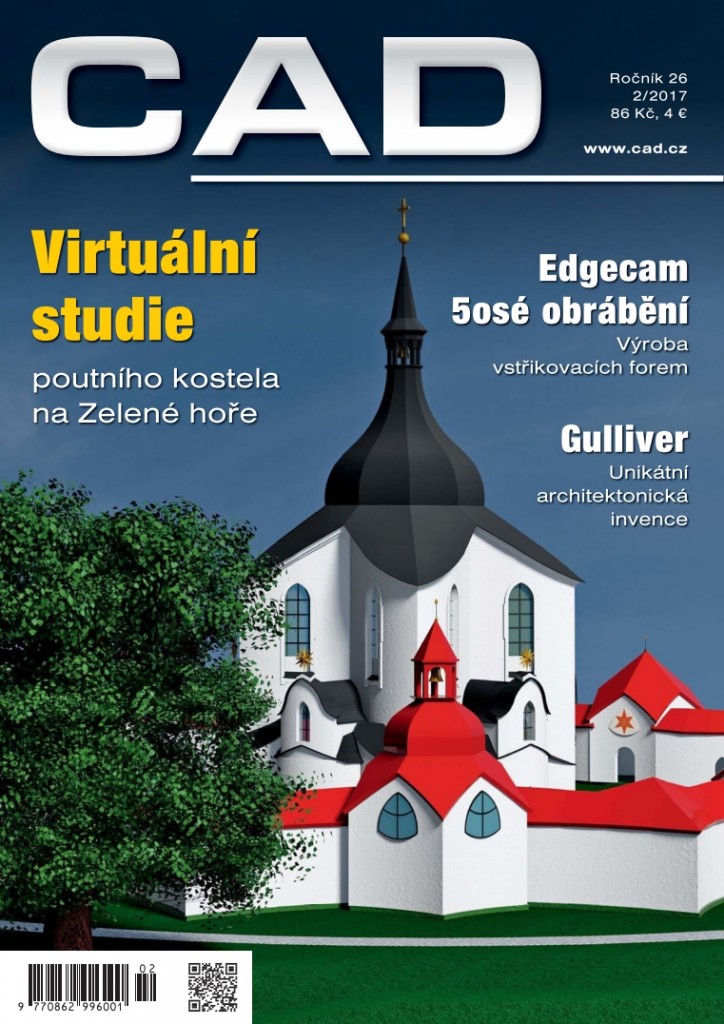 CAD
Ročník 26
2/2017
86 Kč, 4 €
www.cad.cz
Virtuální
studie
poutního kostela
na Zelené hoře
Edgecam
5osé obrábění
Výroba
vstřikovacích forem
Gulliver
Unikátní
architektonická
invence
02
9 770862 996001